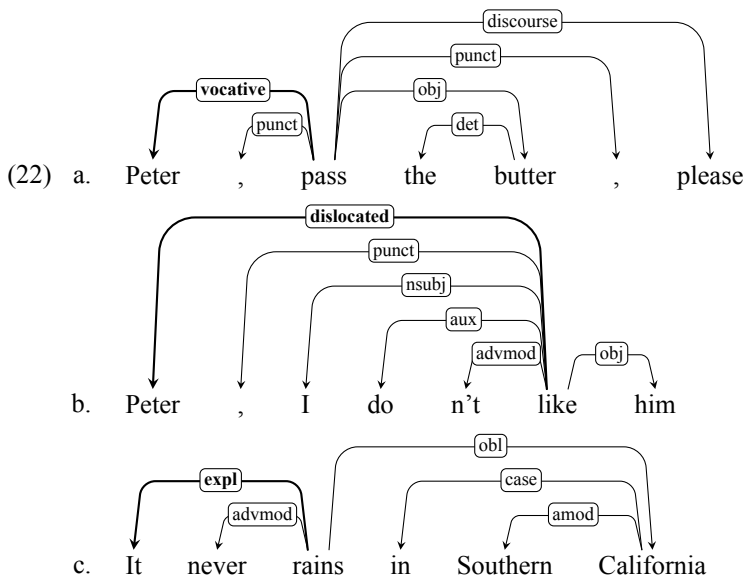 discourse
punct
vocative obj
punct det
(22) a. Peter , pass the butter , please
dislocated
punct
nsubj
aux
advmod obj
b. Peter , I do n’t like him
obl
expl case
advmod amod
c. It never rains in Southern California